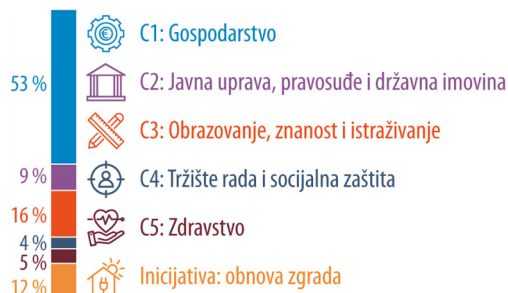 C1: Gospodarstvo
53 %
C2: Javna uprava, pravosuđe i državna imovina
C3: Obrazovanje, znanost i istraživanje
9 %
C4: Tržište rada i socijalna zaštita
16 %
C5: Zdravstvo
4 %
5 %
12 %
Inicijativa: obnova zgrada